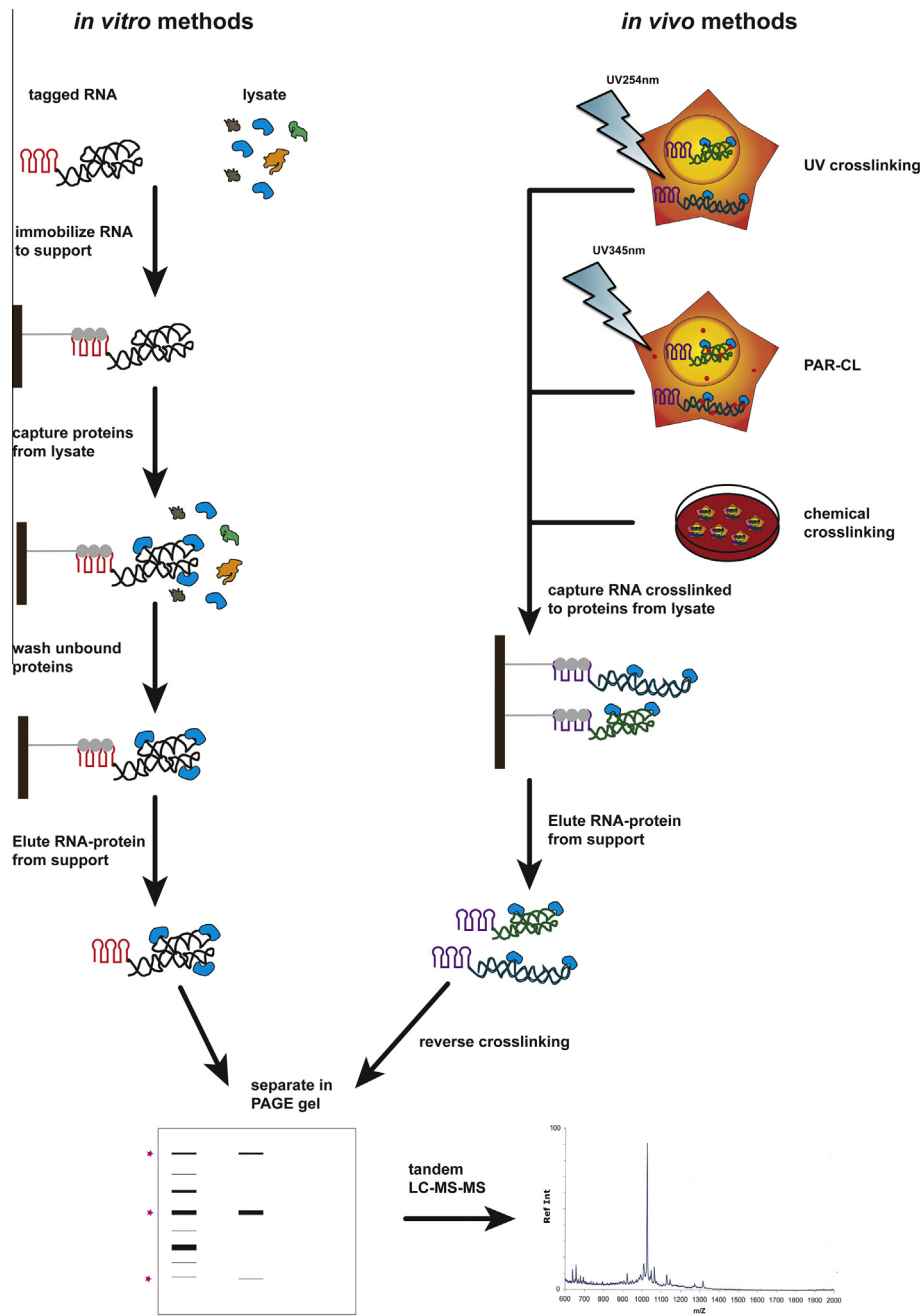 in vitro methods
in vivo methods
tagged RNA
lysate
immobilize RNA
to support
capture proteins
from lysate
wash unbound
proteins
Elute RNA-protein
from support
UV254nm
UV crosslinking
UV345nm
PAR-CL
chemical
crosslinking
capture RNA crosslinked
to proteins from lysate
Elute RNA-protein
from support
reverse crosslinking
separate in
PAGE gel
tandem
LC-MS-MS
100
Ref Int
0
600 700 800 900 1000 1100 1200 1300 1400 1500 1600 1700 1800 1900 2000
m/Z